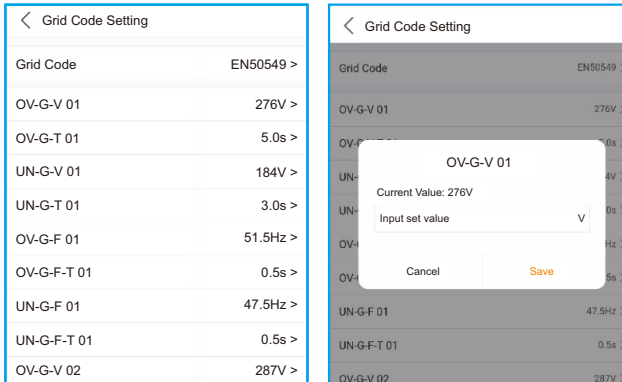 Grid Code Setting
Grid Code EN50549 >
OV-G-V 01 276V >
OV-G-T 01 5.0s >
UN-G-V 01 184V >
UN-G-T 01 3.0s >
OV-G-F 01 51.5Hz >
OV-G-F-T 01 0.5s >
UN-G-F 01 47.5Hz >
UN-G-F-T 01 0.5s >
OV-G-V 02 287V >
Grid Code Setting
Grid Code EN50549
OV-G-V 01 276V
OV-G-V 01
Current Value: 276V
Input set value V
Cancel Save
UN-G-F 01 47.5Hz
UN-G-F-T 01 0.5s
OV-G-V 02 287V